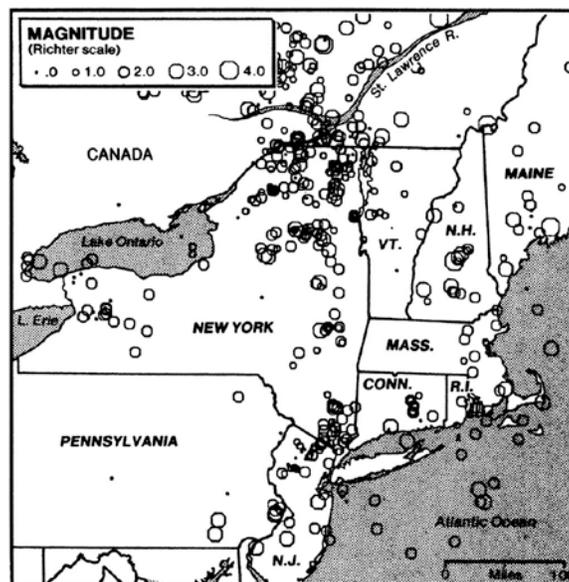 MAGNITUDE
(Richter scale)
.0 1.0 2.0 3.0 4.0
St. Lawrence R.
CANADA
MAINE
Lake Ontario
N.H.
VT.
L. Erie
NEW YORK
MASS.
CONN.
R.I.
PENNSYLVANIA
Atlantic Ocean
N.J.
0 Miles